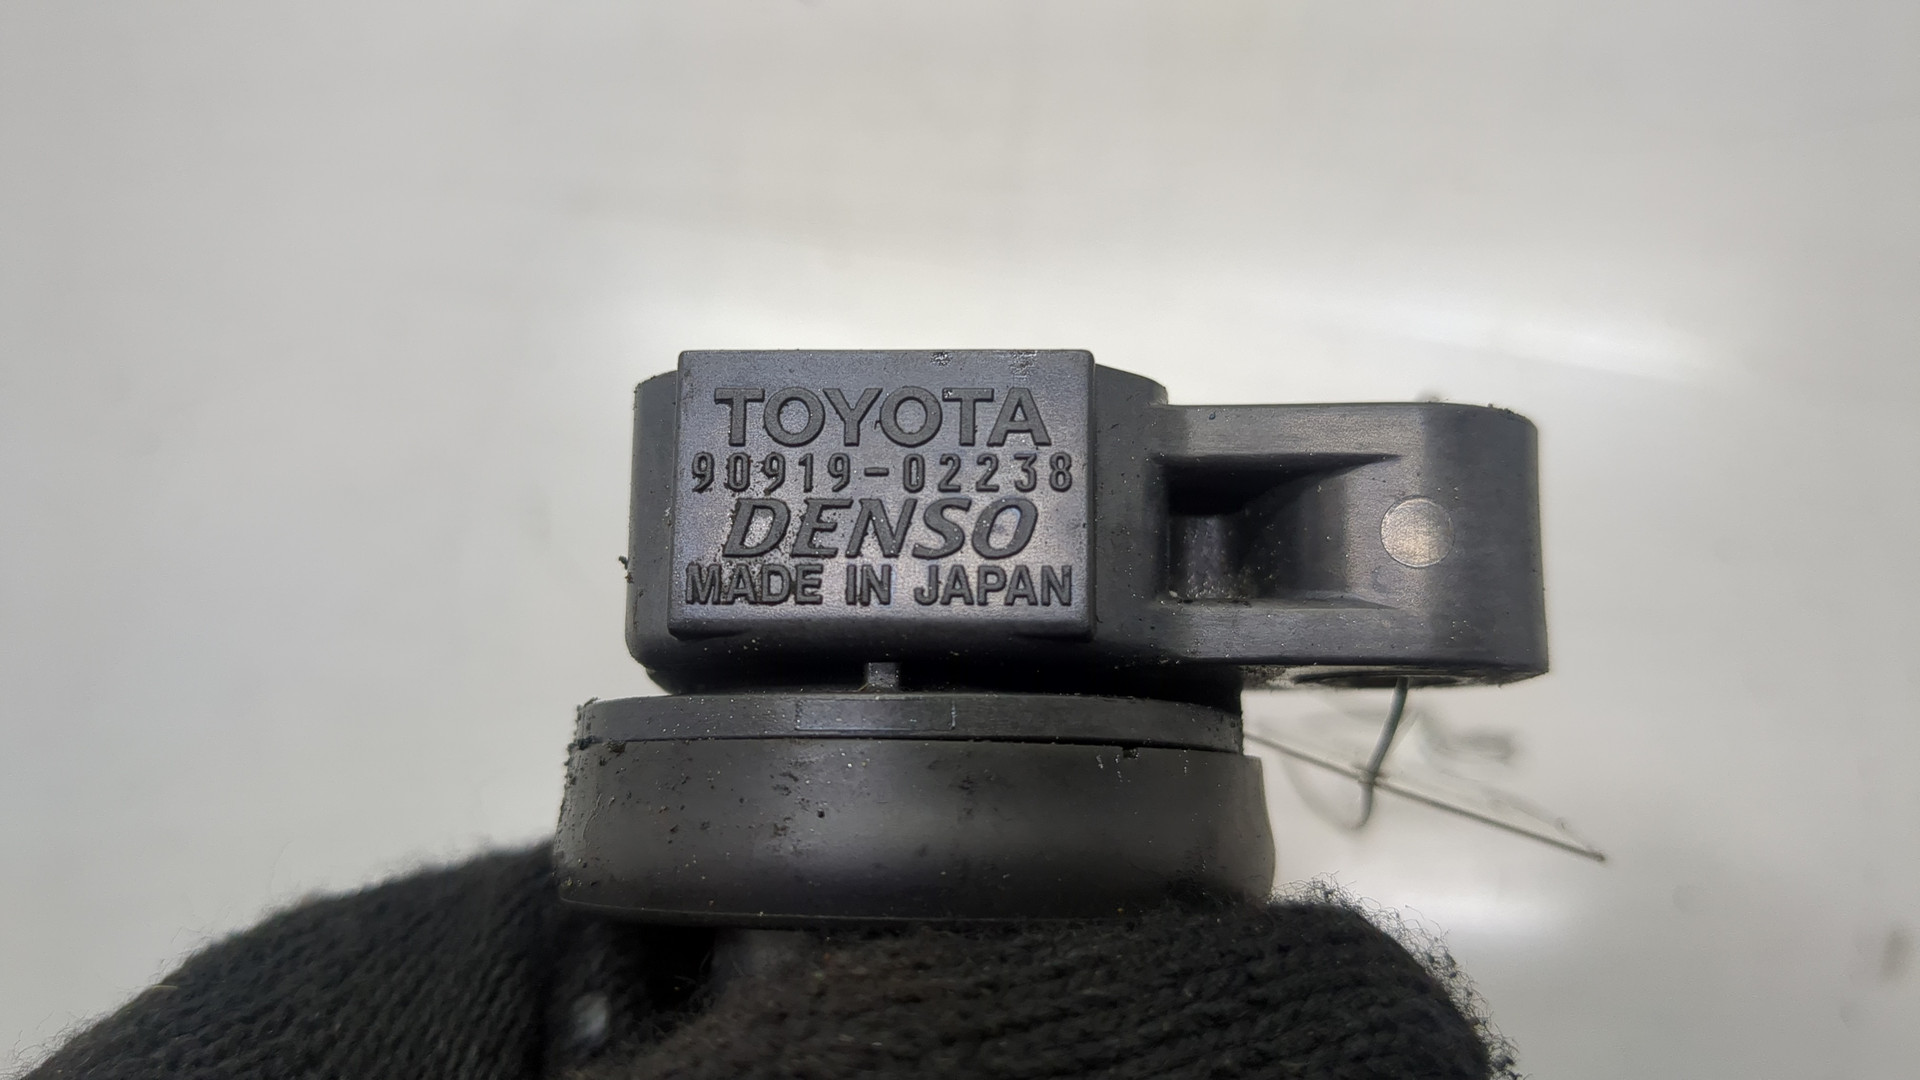 TOYOTA
90919-02238
DENSO
MADE IN JAPAN